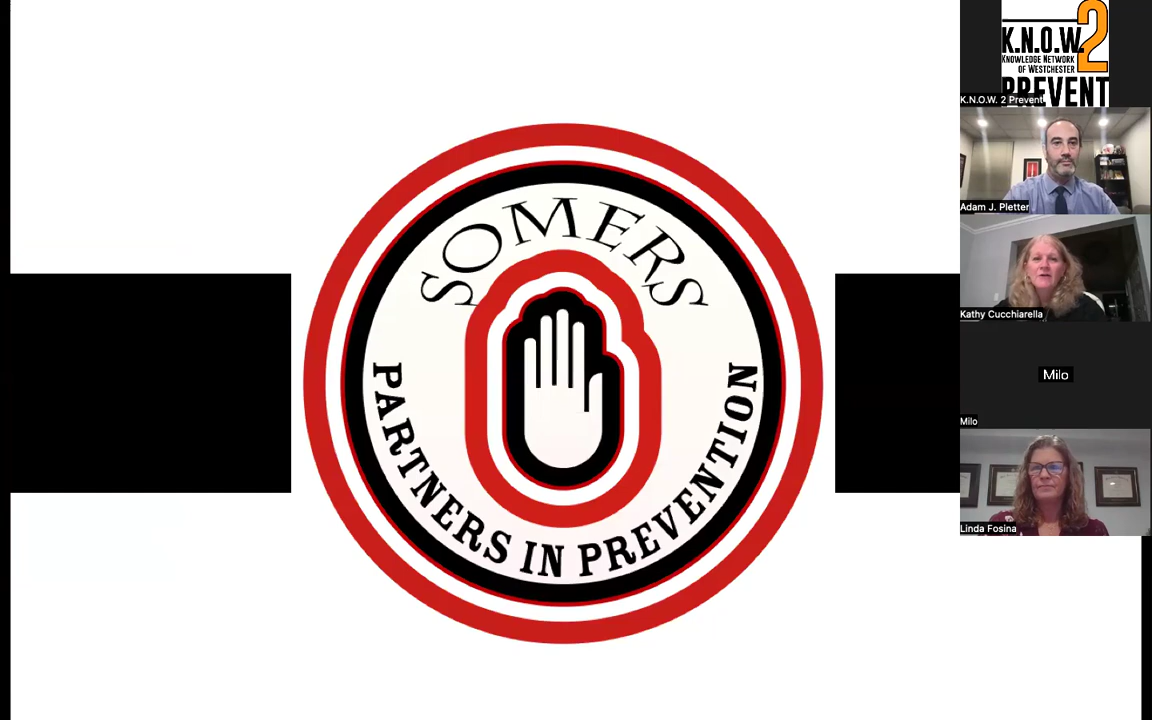 SOMERS
PARTNERS IN PREVENTION
K.N.O.W. 2
KNOWLEDGE NETWORK
OF WESTCHESTER
PREVENT
K.N.O.W. 2 Prevent
Adam J. Pletter
Kathy Cucchiarella
Milo
Milo
Linda Fosina